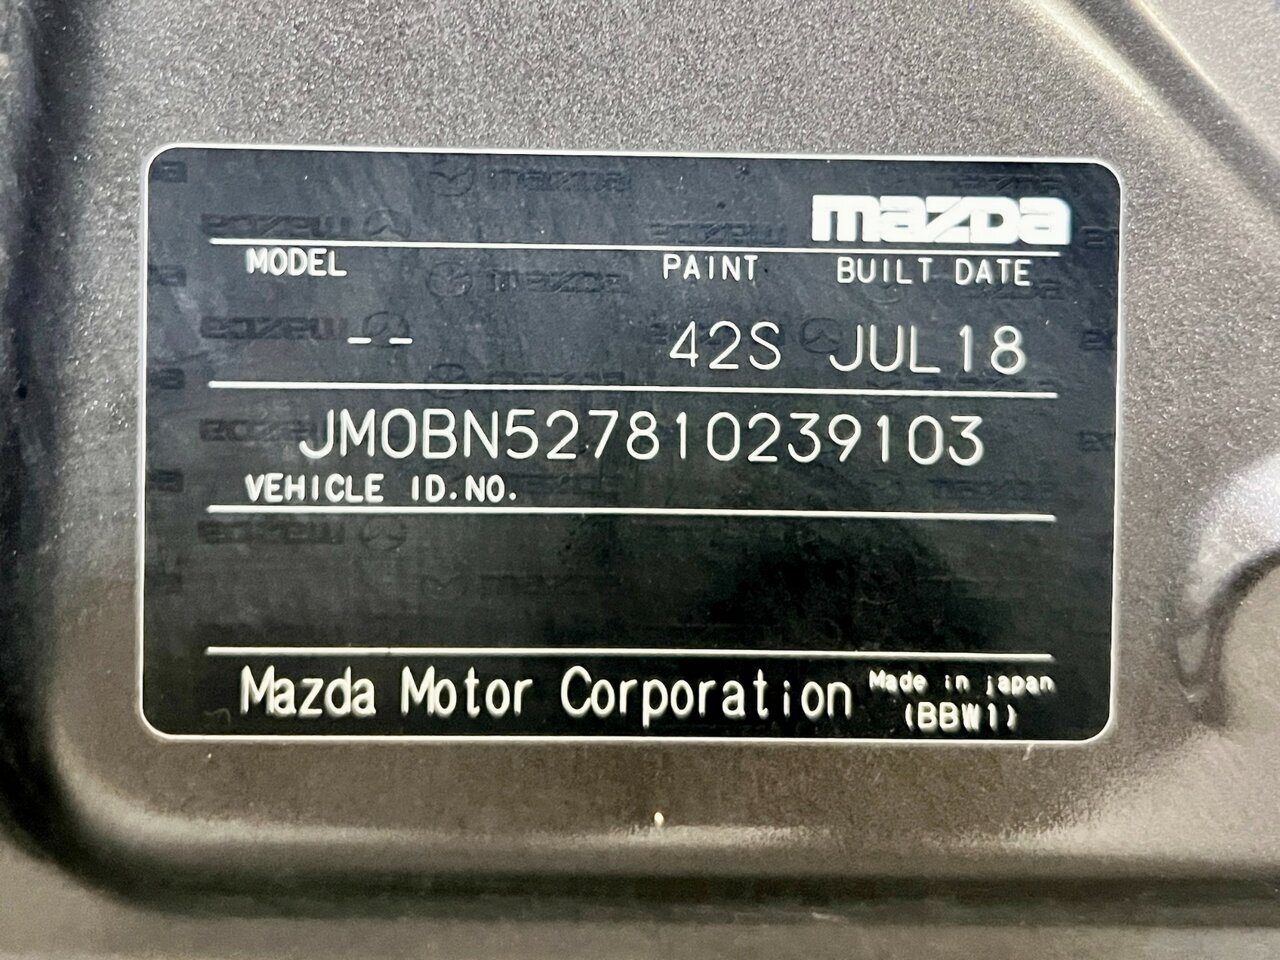 mazda
MODEL PAINT BUILT DATE
-- 42S JUL18
JM0BN527810239103
VEHICLE ID.NO.
Mazda Motor Corporation Made in japan
(BBW1)